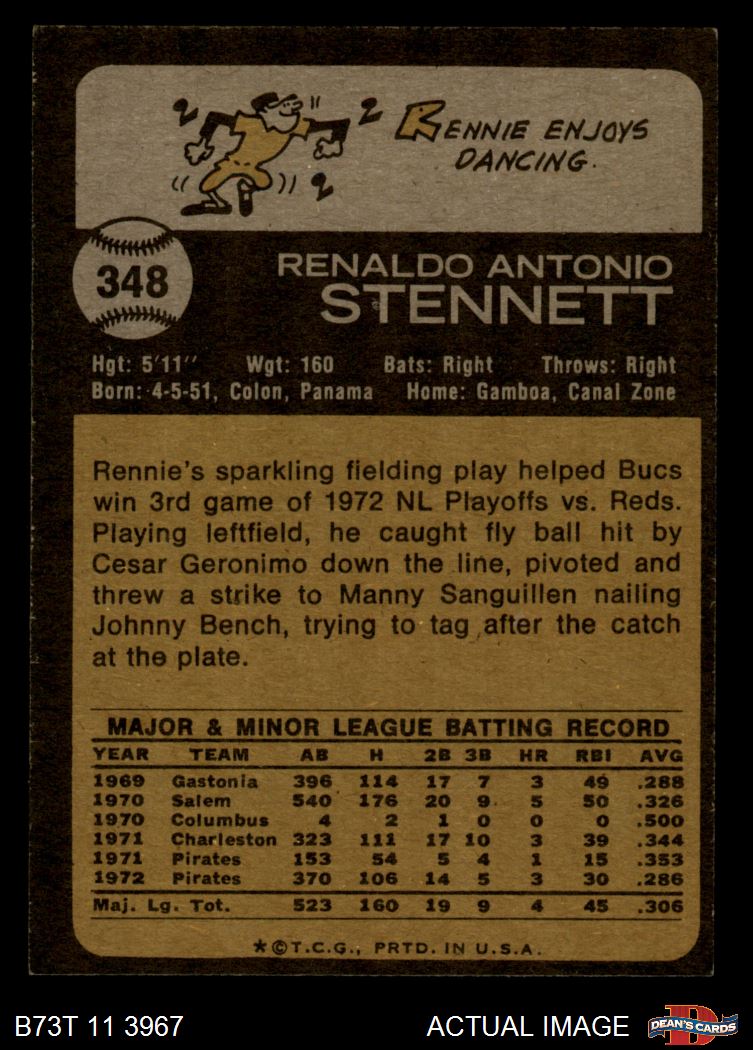 RENNIE ENJOYS
DANCING.
348
RENALDO ANTONIO
STENNETT
Hgt: 5'11" Wgt: 160 Bats: Right Throws: Right
Born: 4-5-51, Colon, Panama Home: Gamboa, Canal Zone
Rennie's sparkling fielding play helped Bucs
win 3rd game of 1972 NL Playoffs vs. Reds.
Playing leftfield, he caught fly ball hit by
Cesar Geronimo down the line, pivoted and
threw a strike to Manny Sanguillen nailing
Johnny Bench, trying to tag after the catch
at the plate.
MAJOR & MINOR LEAGUE BATTING RECORD
YEAR TEAM AB H 2B 3B HR RBI AVG
1969 Gastonia 396 114 17 7 3 49 .288
1970 Salem 540 176 20 9 5 50 .326
1970 Columbus 4 2 1 0 0 0 .500
1971 Charleston 323 111 17 10 3 39 .344
1971 Pirates 153 54 5 4 1 15 .353
1972 Pirates 370 106 14 5 3 30 .286
Maj. Lg. Tot. 523 160 19 9 4 45 .306
*©T.C.G., PRTD. IN U.S.A.
B73T 11 3967 ACTUAL IMAGE D DEAN'S CARDS